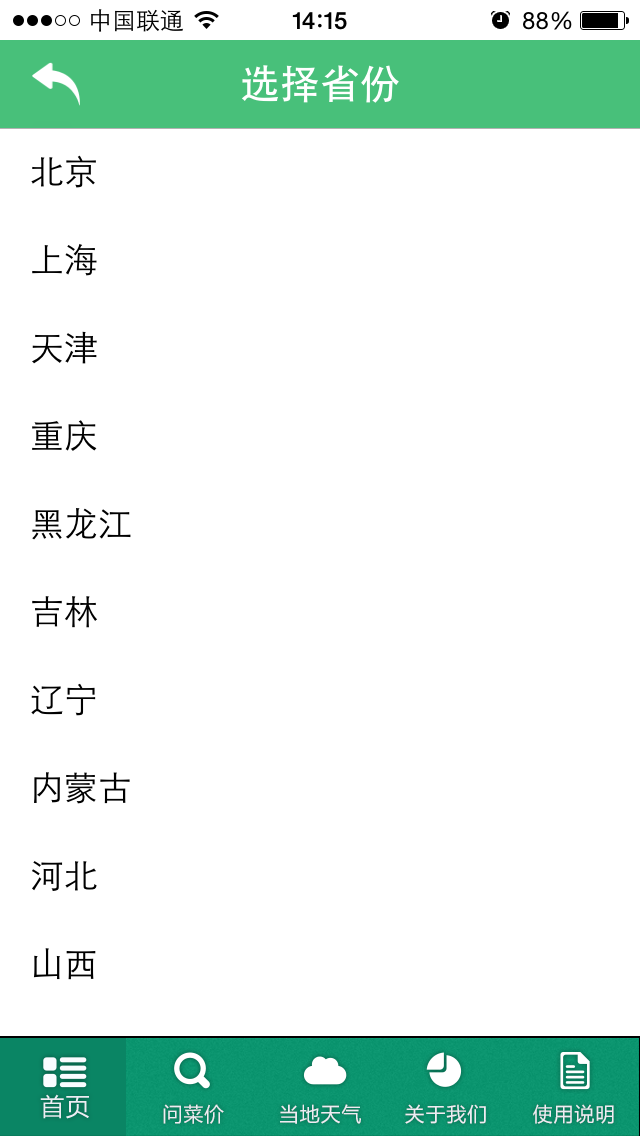 中国联通 14:15 88%
选择省份
北京
上海
天津
重庆
黑龙江
吉林
辽宁
内蒙古
河北
山西
首页 问菜价 当地天气 关于我们 使用说明